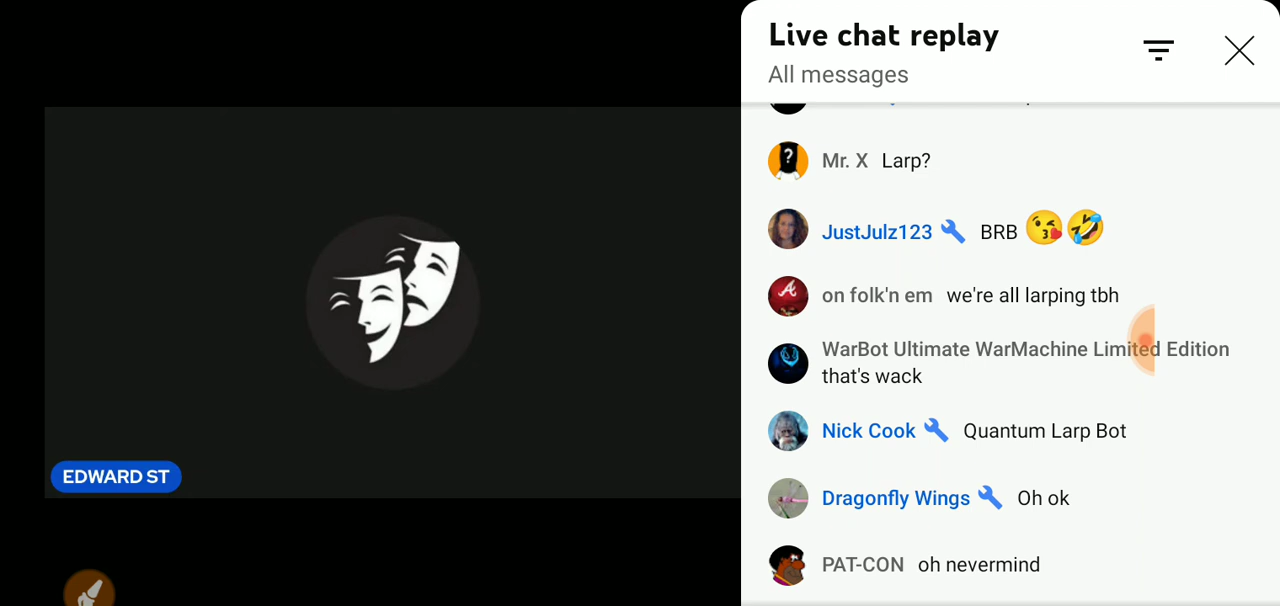 Live chat replay
All messages
Mr. X Larp?
JustJulz123 BRB 😘🤣
on folk'n em we're all larping tbh
WarBot Ultimate WarMachine Limited Edition
that's wack
Nick Cook Quantum Larp Bot
Dragonfly Wings Oh ok
PAT-CON oh nevermind
EDWARD ST